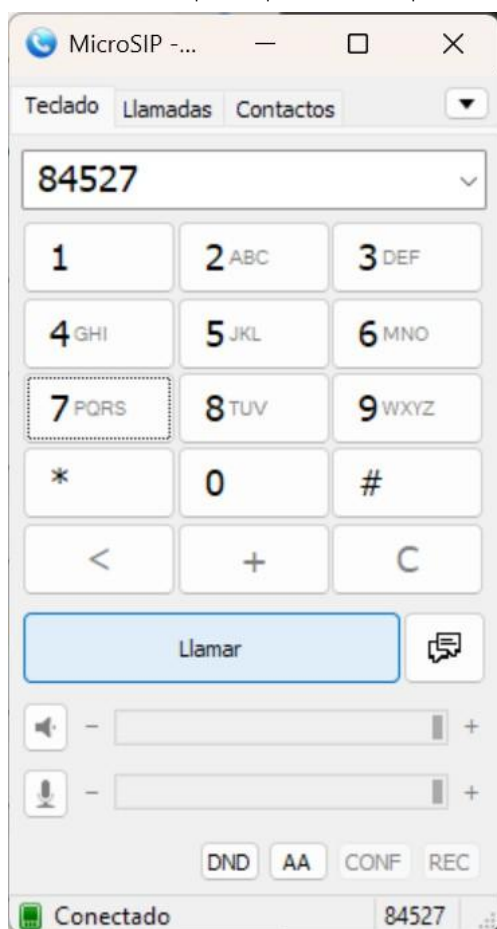 MicroSIP -...
Teclado Llamadas Contactos
84527
1 2 ABC 3 DEF
4 GHI 5 JKL 6 MNO
7 PQRS 8 TUV 9 WXYZ
* 0 #
< + C
Llamar
- +
- +
DND AA CONF REC
Conectado 84527